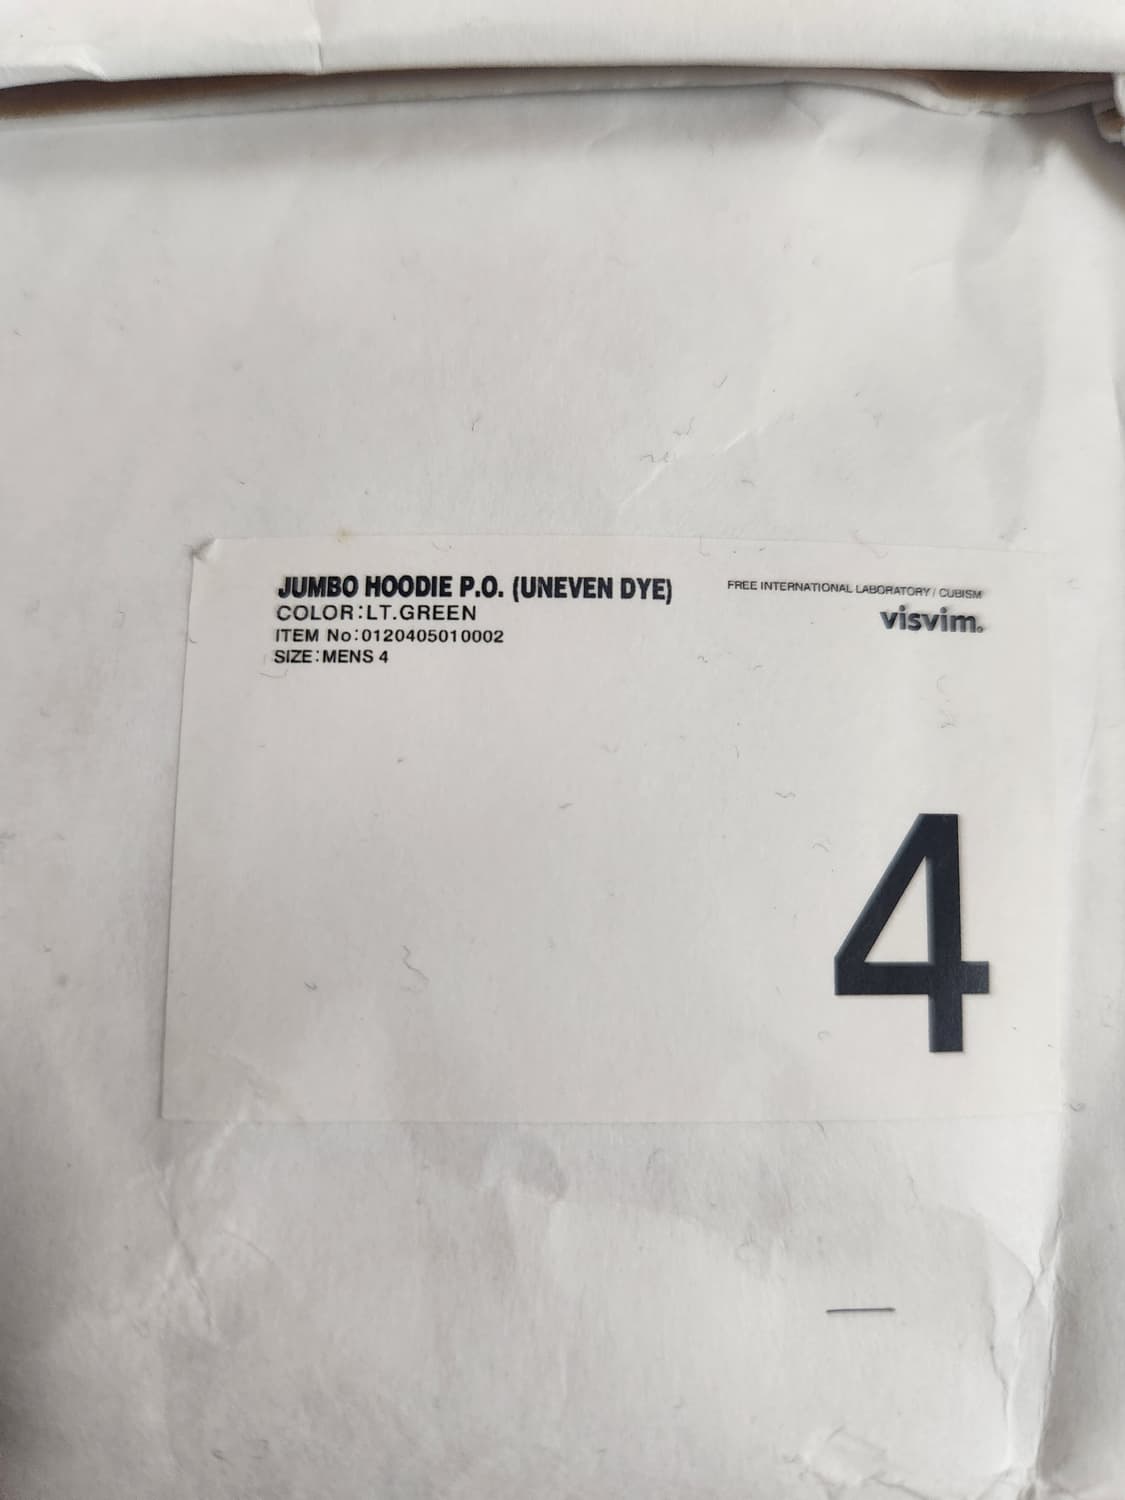 JUMBO HOODIE P.O. (UNEVEN DYE)
COLOR:LT.GREEN
ITEM No:0120405010002
SIZE:MENS 4
FREE INTERNATIONAL LABORATORY / CUBISM
visvim.
4